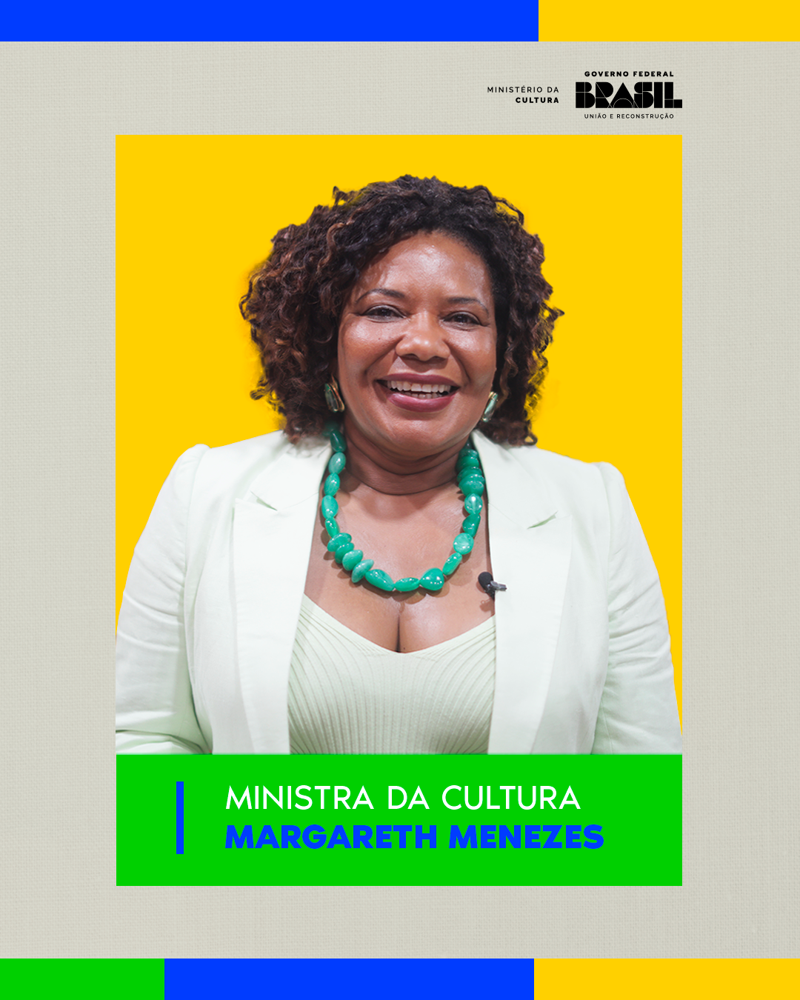 MINISTÉRIO DA
CULTURA
GOVERNO FEDERAL
BRASIL
UNIÃO E RECONSTRUÇÃO
MINISTRA DA CULTURA
MARGARETH MENEZES